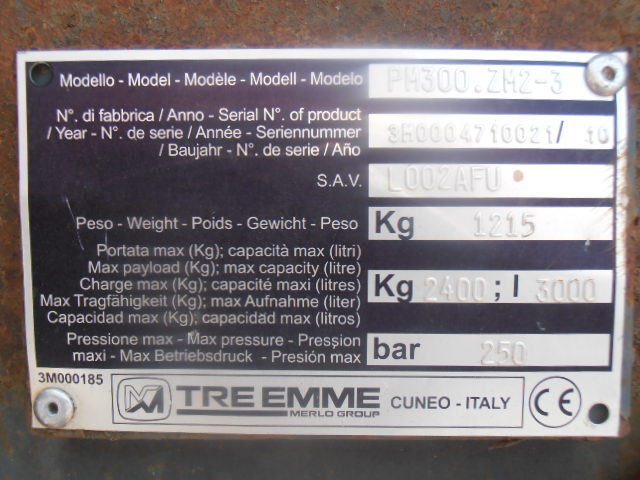 Modello - Model - Modèle - Modell - Modelo PM300.ZM2-3
N°. di fabbrica / Anno - Serial N°. of product
/ Year - N°. de serie / Année - Seriennummer 3M0004710021/ 10
/ Baujahr - N°. de serie / Año
S.A.V. L002AFU
Peso - Weight - Poids - Gewicht - Peso Kg 1215
Portata max (Kg); capacità max (litri)
Max payload (Kg); max capacity (litre)
Charge max (Kg); capacité maxi (litres) Kg 2400 ; l 3000
Max Tragfähigkeit (Kg); max Aufnahme (liter)
Capacidad max (Kg); capacidad máx (litros)
Pressione max - Max pressure - Pression
maxi - Max Betriebsdruck - Presión max bar 250
3M000185
TRE EMME
MERLO GROUP
CUNEO - ITALY CE